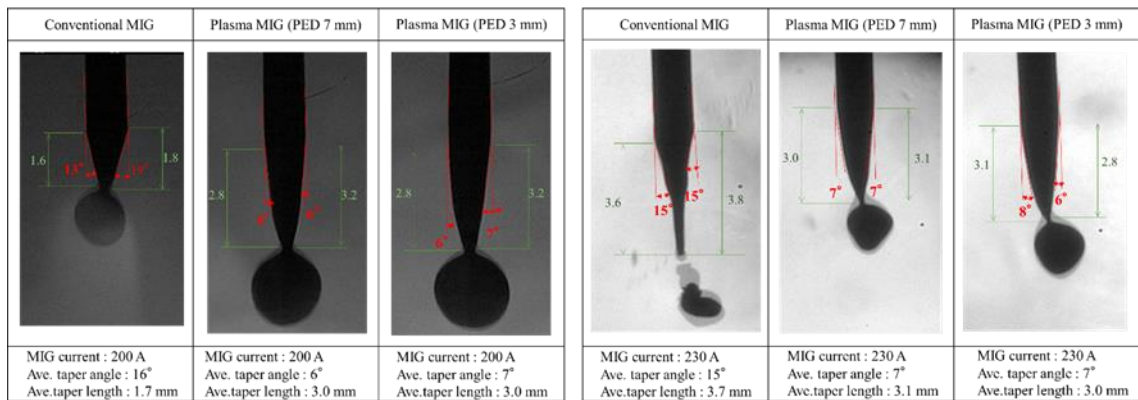 Conventional MIG
Plasma MIG (PED 7 mm)
Plasma MIG (PED 3 mm)
Conventional MIG
Plasma MIG (PED 7 mm)
Plasma MIG (PED 3 mm)
1.6
13°
19°
1.8
2.8
6°
3.2
2.8
6°
7°
3.2
3.6
15°
15°
3.8
3.0
7°
7°
3.1
3.1
8°
6°
2.8
MIG current : 200 A
Ave. taper angle : 16°
Ave.taper length : 1.7 mm
MIG current : 200 A
Ave. taper angle : 6°
Ave.taper length : 3.0 mm
MIG current : 200 A
Ave. taper angle : 7°
Ave.taper length : 3.0 mm
MIG current : 230 A
Ave. taper angle : 15°
Ave.taper length : 3.7 mm
MIG current : 230 A
Ave. taper angle : 7°
Ave.taper length : 3.1 mm
MIG current : 230 A
Ave. taper angle : 7°
Ave.taper length : 3.0 mm